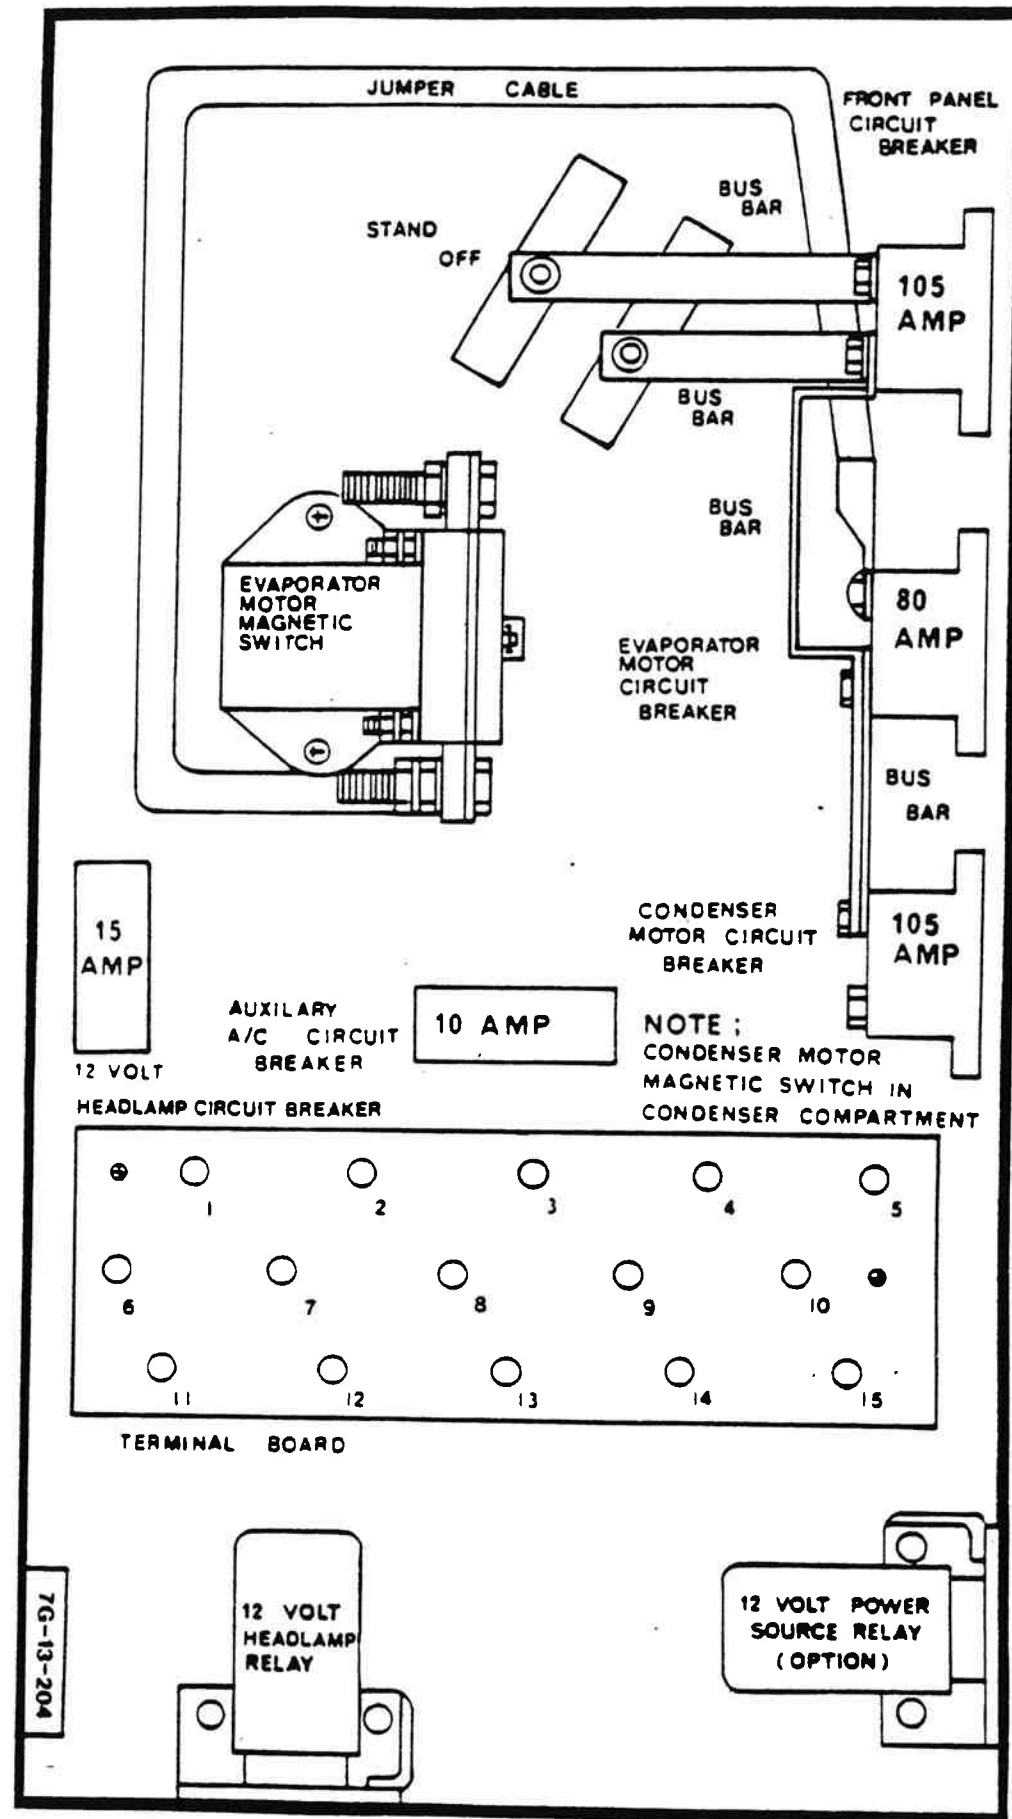 JUMPER CABLE
FRONT PANEL
CIRCUIT
BREAKER
BUS
BAR
STAND
OFF
105
AMP
BUS
BAR
BUS
BAR
EVAPORATOR
MOTOR
MAGNETIC
SWITCH
80
AMP
EVAPORATOR
MOTOR
CIRCUIT
BREAKER
BUS
BAR
15
AMP
12 VOLT
HEADLAMP CIRCUIT BREAKER
CONDENSER
MOTOR CIRCUIT
BREAKER
105
AMP
AUXILARY
A/C CIRCUIT
BREAKER
10 AMP
NOTE ;
CONDENSER MOTOR
MAGNETIC SWITCH IN
CONDENSER COMPARTMENT
1 2 3 4 5
6 7 8 9 10
11 12 13 14 15
TERMINAL BOARD
12 VOLT
HEADLAMP
RELAY
12 VOLT POWER
SOURCE RELAY
(OPTION)
7G-13-204